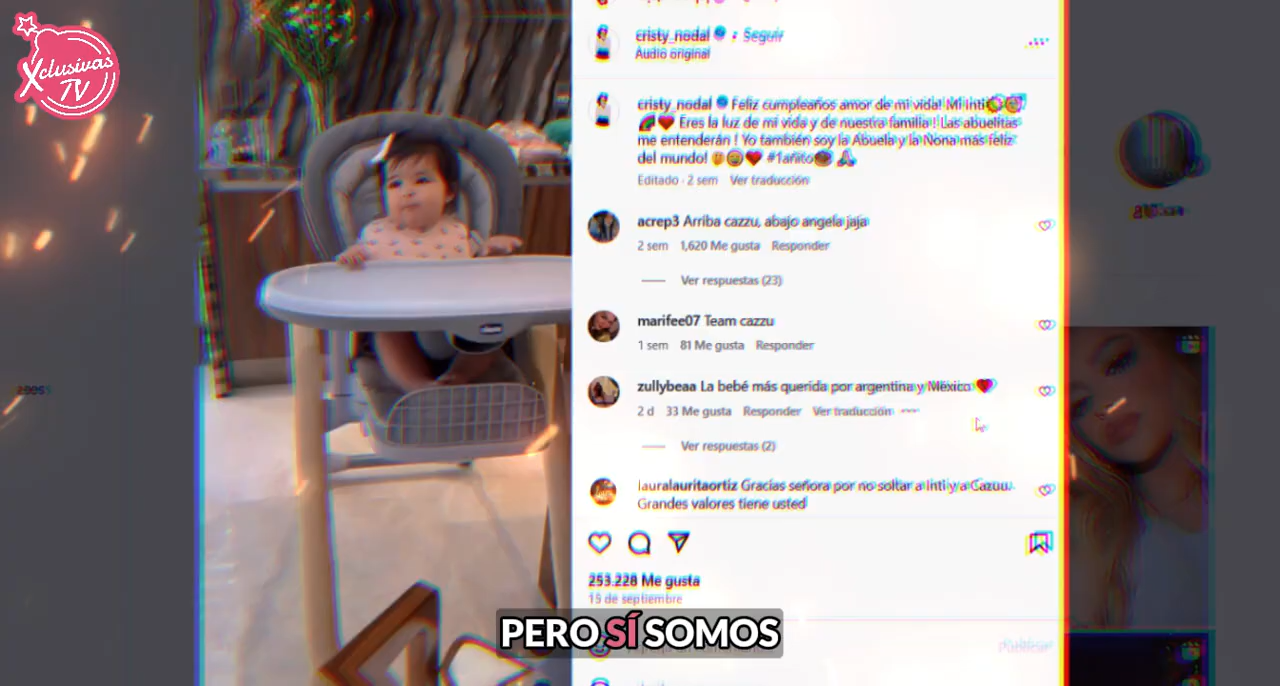 Xclusivas
TV
cristy_nodal • Seguir
Audio original
cristy_nodal Feliz cumpleaños amor de mi vida! Mi Inti
Eres la luz de mi vida y de nuestra familia ! Las abuelitas
me entenderán ! Yo también soy la Abuela y la Nona más feliz
del mundo! #1añito
Editado · 2 sem Ver traducción
acrep3 Arriba cazzu, abajo angela jaja
2 sem 1,620 Me gusta Responder
Ver respuestas (23)
marifee07 Team cazzu
1 sem 81 Me gusta Responder
zullybeaa La bebé más querida por argentina y México
2 d 33 Me gusta Responder Ver traducción
Ver respuestas (2)
lauralauritaortiz Gracias señora por no soltar a Inti y a Cazuu.
Grandes valores tiene usted
253.228 Me gusta
15 de septiembre
Publicar
PERO SÍ SOMOS